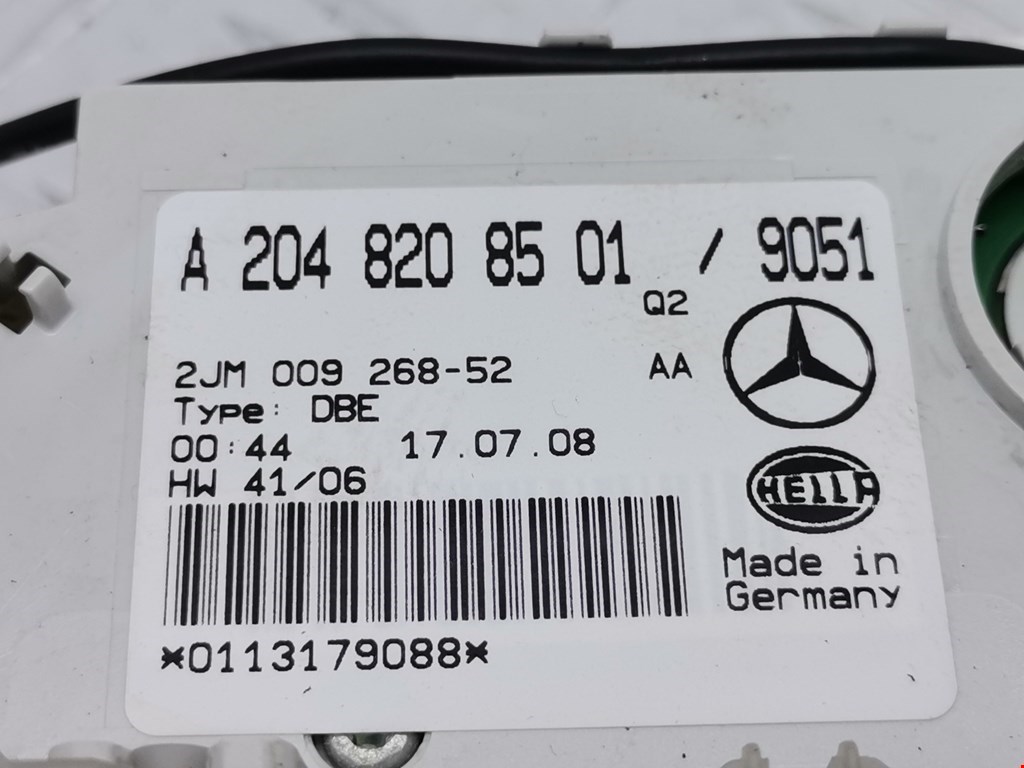 A 204 820 85 01 / 9051
Q2
2JM 009 268-52 AA
Type: DBE
00:44 17.07.08
HW 41/06
HELLA
Made in
Germany
*0113179088*